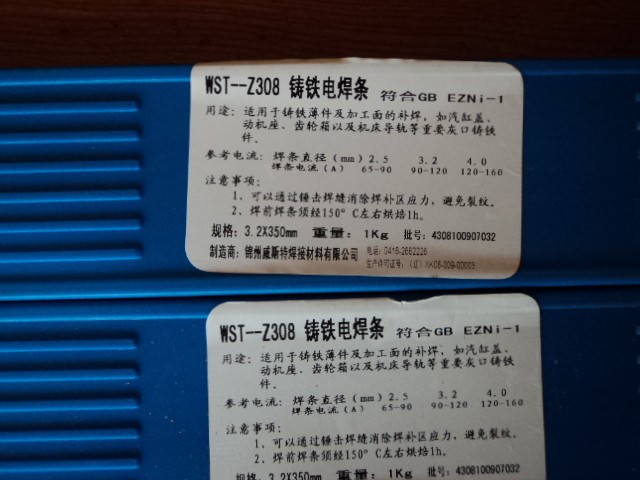 WST--Z308 铸铁电焊条 符合GB EZNi-1
用途: 适用于铸铁薄件及加工面的补焊,如汽缸盖、
动机座、齿轮箱以及机床导轨等重要灰口铸铁
件。
参考电流: 焊条直径(mm) 2.5 3.2 4.0
焊条电流(A) 65-90 90-120 120-160
注意事项:
1、可以通过锤击焊缝消除焊补区应力,避免裂纹。
2、焊前焊条须经150°C左右烘焙1h。
规格: 3.2X350mm 重量: 1Kg 批号: 4308100907032
制造商: 锦州威斯特焊接材料有限公司 电话: 0416-2662226
生产许可证号: (辽) XK06-009-00003
WST--Z308 铸铁电焊条 符合GB EZNi-1
用途: 适用于铸铁薄件及加工面的补焊,如汽缸盖、
动机座、齿轮箱以及机床导轨等重要灰口铸铁
件。
参考电流: 焊条直径(mm) 2.5 3.2 4.0
焊条电流(A) 65-90 90-120 120-160
注意事项:
1、可以通过锤击焊缝消除焊补区应力,避免裂纹。
2、焊前焊条须经150°C左右烘焙1h。
规格: 3.2X350mm 重量: 1Kg 批号: 4308100907032